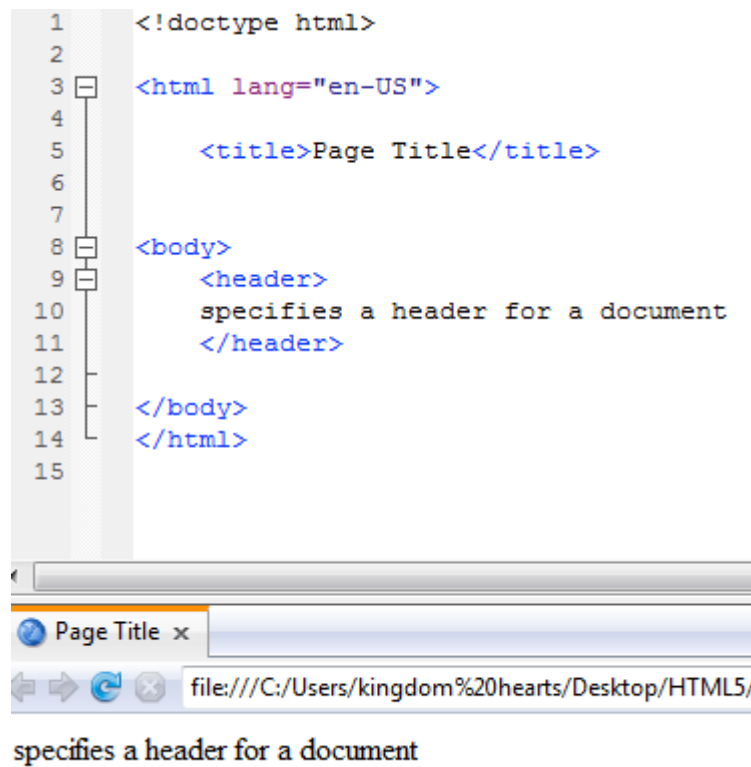 1 <!doctype html>
2
3 <html lang="en-US">
4
5 <title>Page Title</title>
6
7
8 <body>
9 <header>
10 specifies a header for a document
11 </header>
12
13 </body>
14 </html>
15
Page Title x
file:///C:/Users/kingdom%20hearts/Desktop/HTML5/
specifies a header for a document